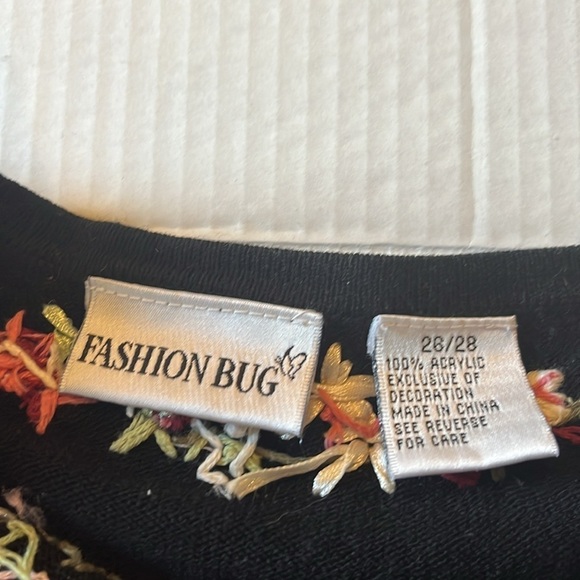 FASHION BUG
26/28
100% ACRYLIC
EXCLUSIVE OF
DECORATION
MADE IN CHINA
SEE REVERSE
FOR CARE